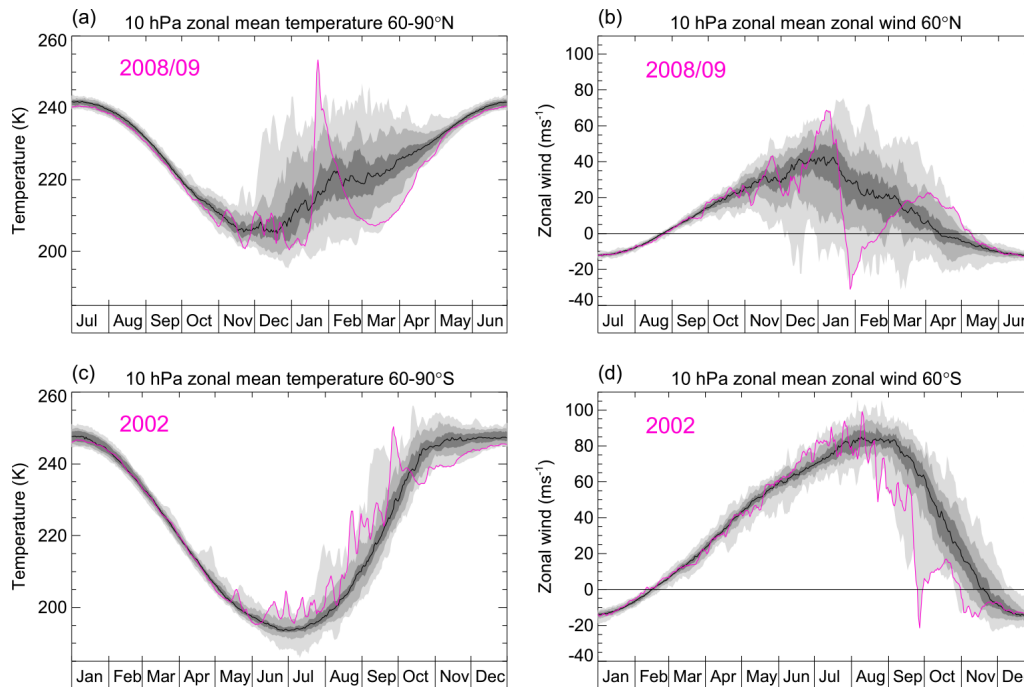 (a) 10 hPa zonal mean temperature 60-90°N
260
240
220
200
Temperature (K)
2008/09
Jul Aug Sep Oct Nov Dec Jan Feb Mar Apr May Jun
(b) 10 hPa zonal mean zonal wind 60°N
100
80
60
40
20
0
-20
-40
Zonal wind (ms-1)
2008/09
Jul Aug Sep Oct Nov Dec Jan Feb Mar Apr May Jun
(c) 10 hPa zonal mean temperature 60-90°S
260
240
220
200
Temperature (K)
2002
Jan Feb Mar Apr May Jun Jul Aug Sep Oct Nov Dec
(d) 10 hPa zonal mean zonal wind 60°S
100
80
60
40
20
0
-20
-40
Zonal wind (ms-1)
2002
Jan Feb Mar Apr May Jun Jul Aug Sep Oct Nov De